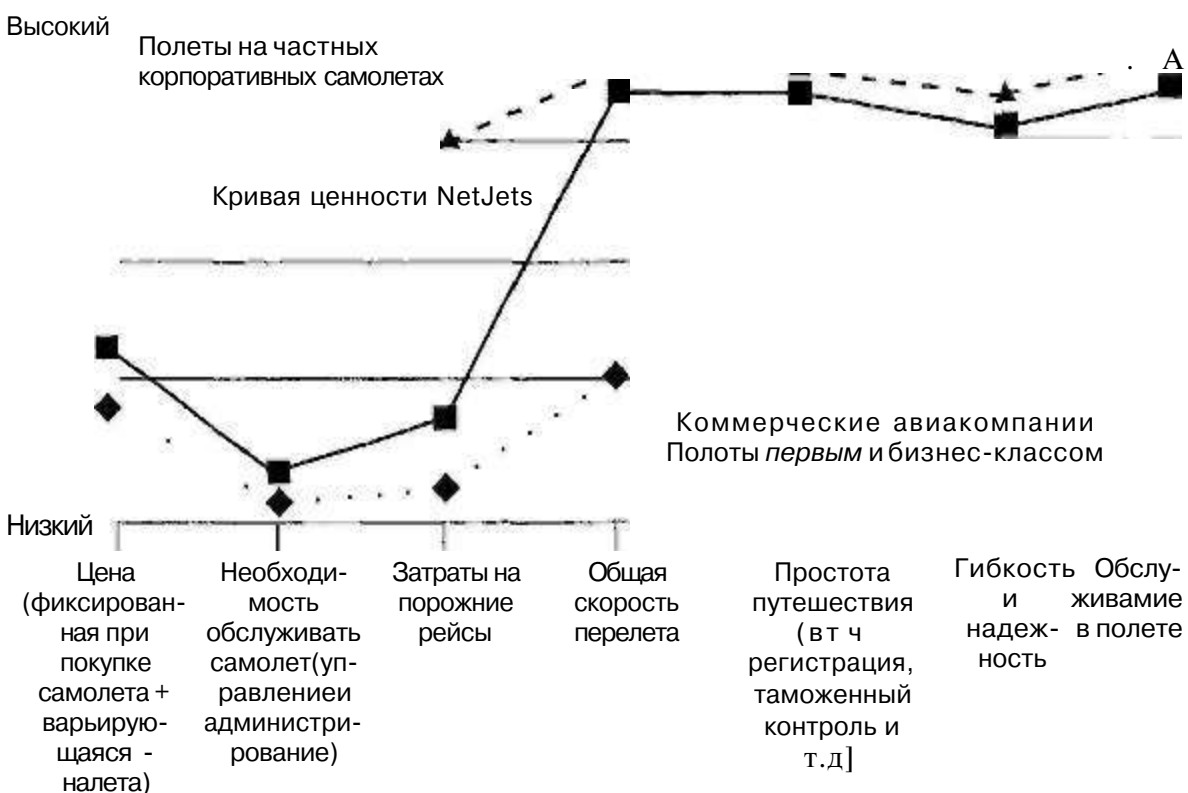 Высокий
Полеты на частных
корпоративных самолетах
. А
Кривая ценности NetJets
Коммерческие авиакомпании
Полоты первым и бизнес-классом
Низкий
Цена
(фиксирован-
ная при
покупке
самолета +
варьирую-
щаяся -
налета)
Необходи-
мость
обслуживать
самолет(уп-
равлениеи
администри-
рование)
Затраты на
порожние
рейсы
Общая
скорость
перелета
Простота
путешествия
(вт ч
регистрация,
таможенный
контроль и
т.д]
Гибкость
и
надеж-
ность
Обслу-
живамие
в полете